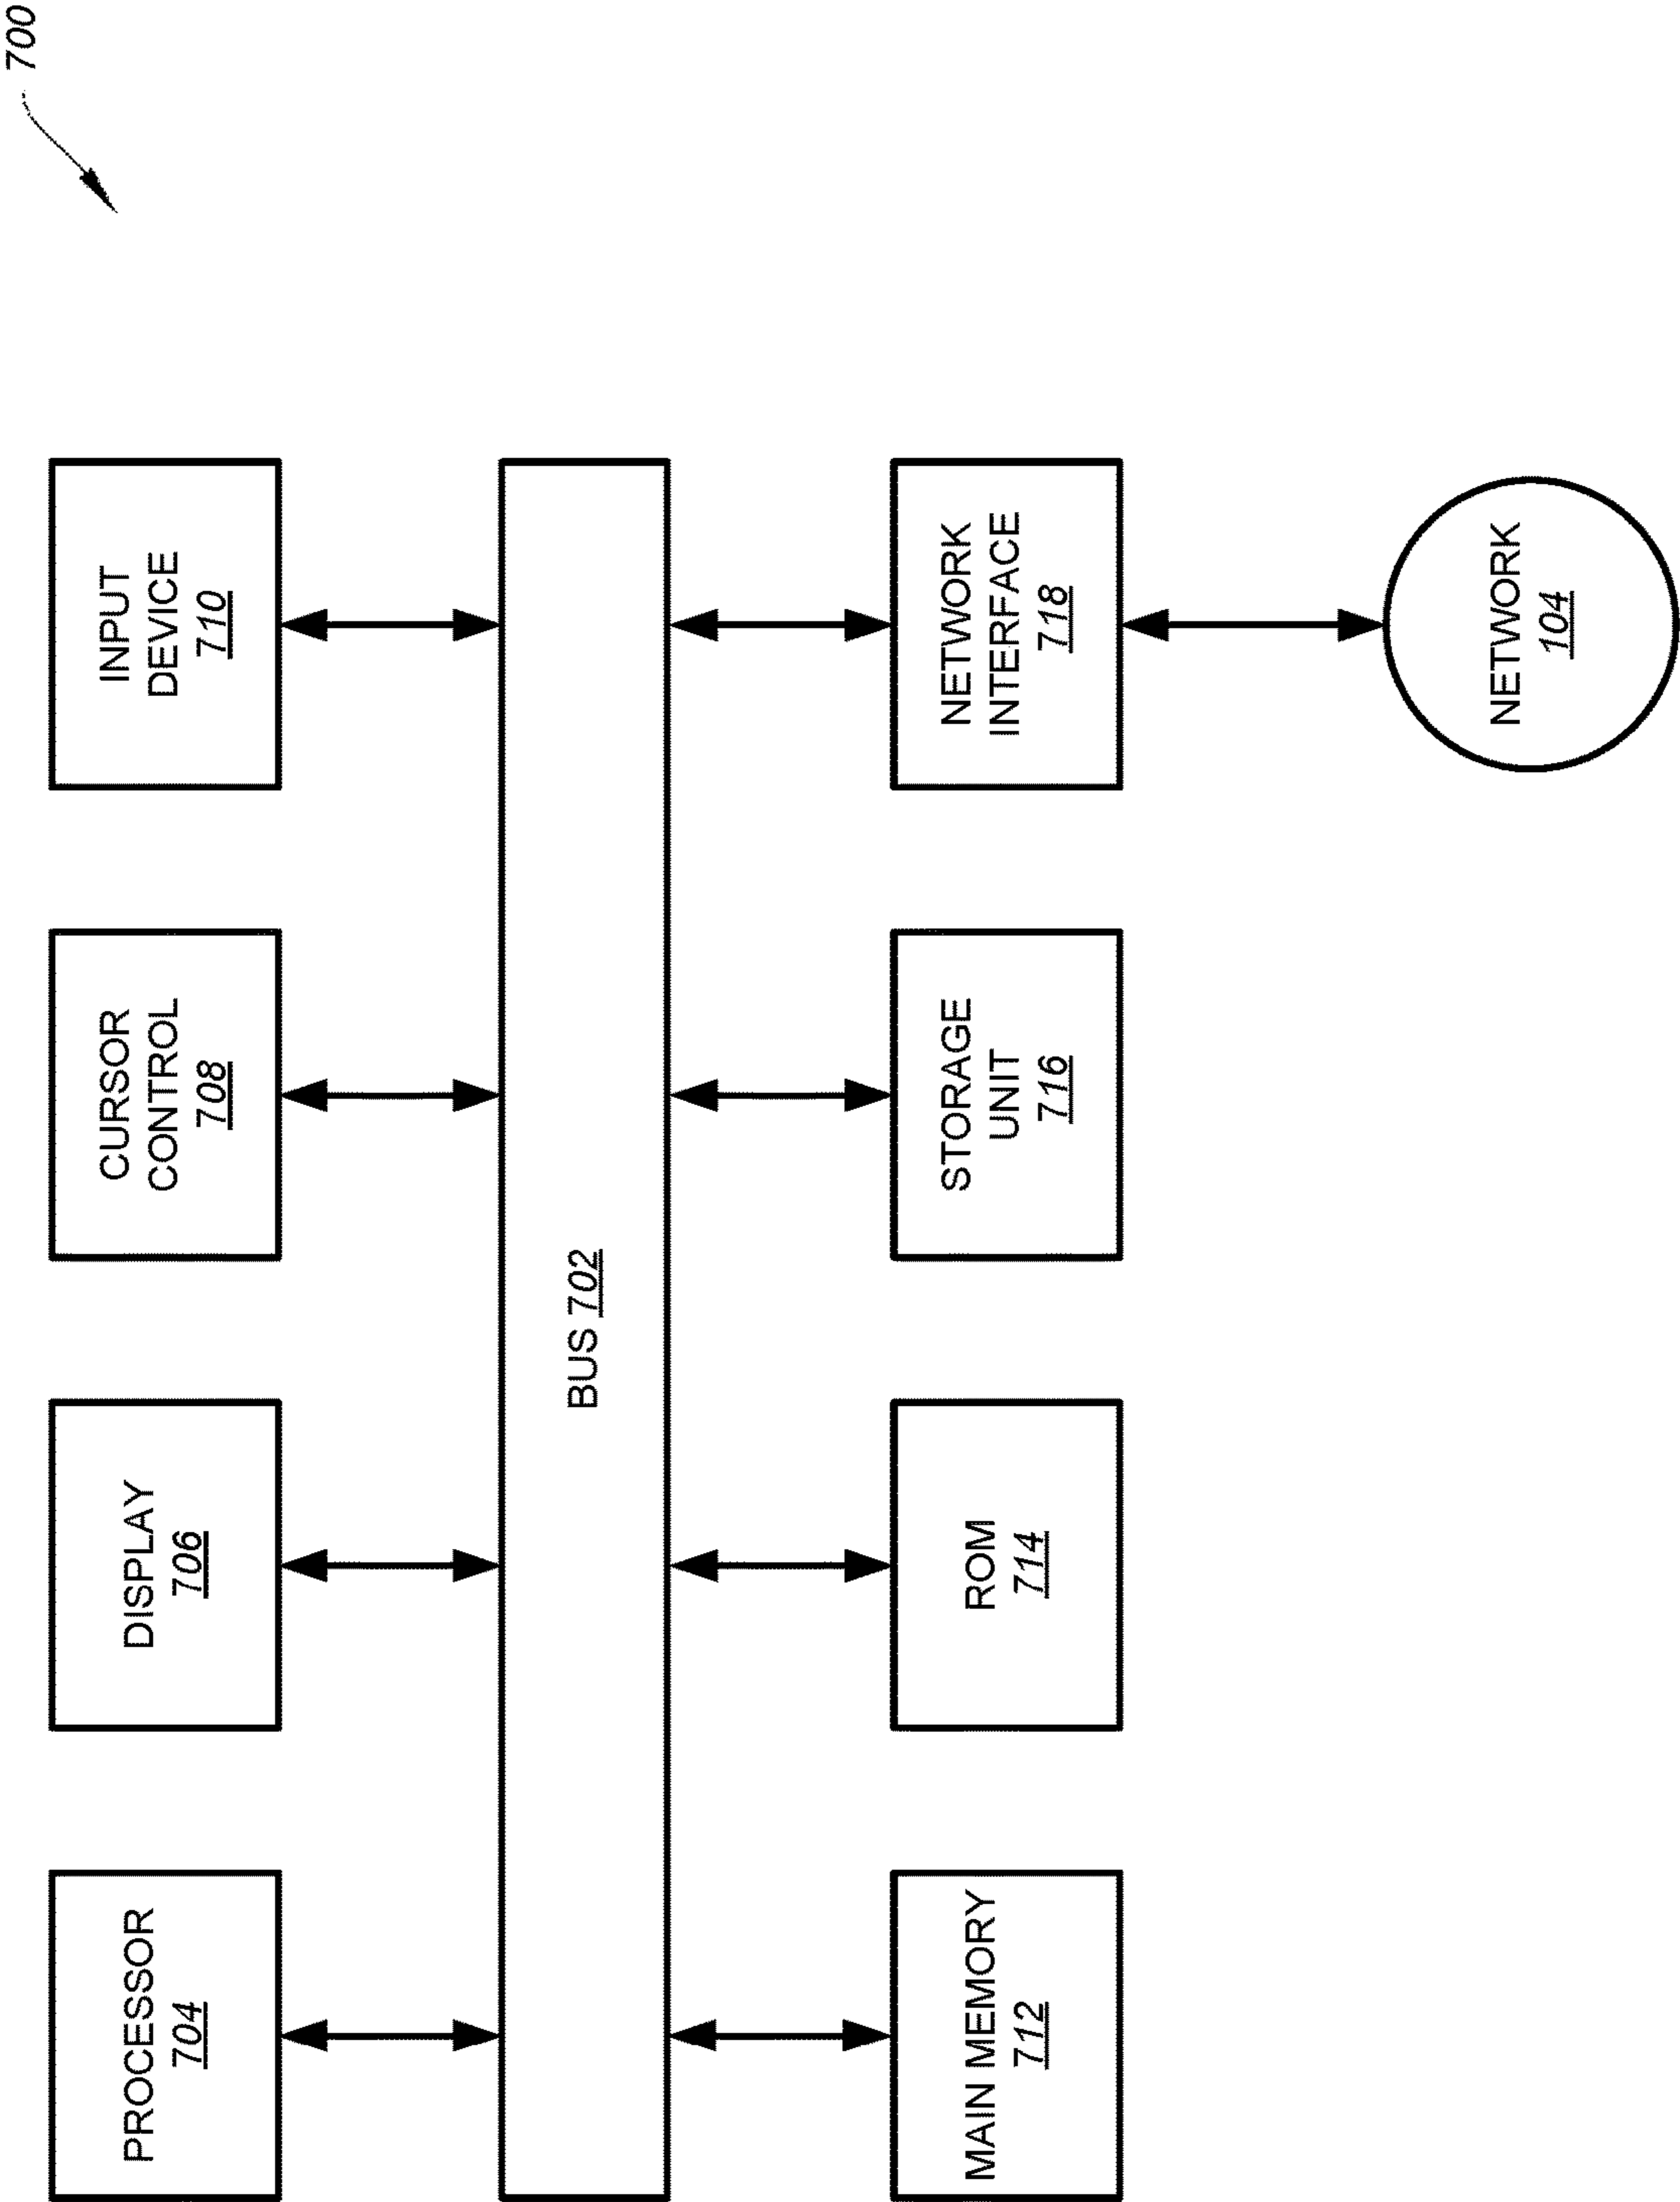 700
PROCESSOR
704
DISPLAY
706
CURSOR
CONTROL
708
INPUT
DEVICE
710
BUS 702
MAIN MEMORY
712
ROM
714
STORAGE
UNIT
716
NETWORK
INTERFACE
718
NETWORK
104